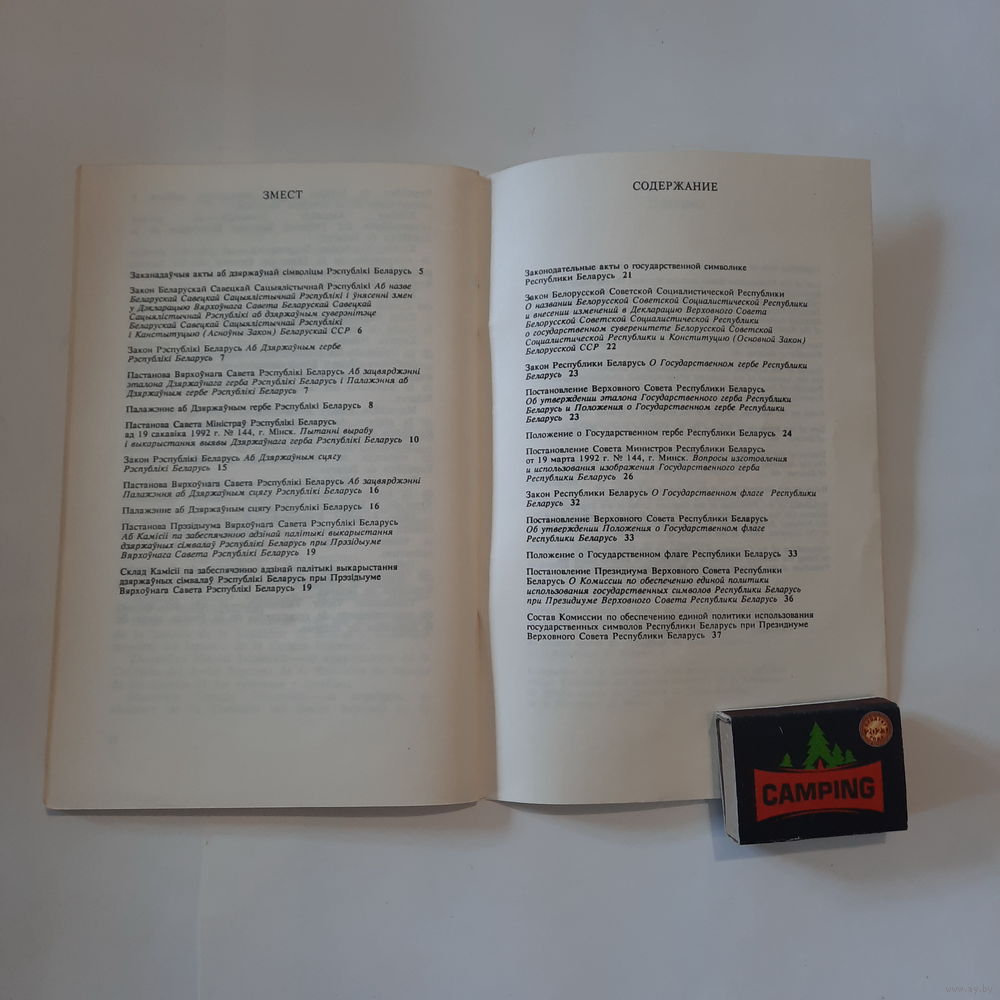 ЗМЕСТ
Заканадаўчыя акты аб дзяржаўнай сімволіцы Рэспублікі Беларусь 5
Закон Беларускай Савецкай Сацыялістычнай Рэспублікі Аб назве
Беларускай Савецкай Сацыялістычнай Рэспублікі і ўнясенні змен
у Дэкларацыю Вярхоўнага Савета Беларускай Савецкай
Сацыялістычнай Рэспублікі аб дзяржаўным суверэнітэце
Беларускай Савецкай Сацыялістычнай Рэспублікі
і Канстытуцыю (Асноўны Закон) Беларускай ССР 6
Закон Рэспублікі Беларусь Аб Дзяржаўным гербе
Рэспублікі Беларусь 7
Пастанова Вярхоўнага Савета Рэспублікі Беларусь Аб зацвярджэнні
эталона Дзяржаўнага герба Рэспублікі Беларусь і Палажэння аб
Дзяржаўным гербе Рэспублікі Беларусь 7
Палажэнне аб Дзяржаўным гербе Рэспублікі Беларусь 8
Пастанова Савета Міністраў Рэспублікі Беларусь
ад 19 сакавіка 1992 г. № 144, г. Мінск. Пытанні вырабу
і выкарыстання выявы Дзяржаўнага герба Рэспублікі Беларусь 10
Закон Рэспублікі Беларусь Аб Дзяржаўным сцягу
Рэспублікі Беларусь 15
Пастанова Вярхоўнага Савета Рэспублікі Беларусь Аб зацвярджэнні
Палажэння аб Дзяржаўным сцягу Рэспублікі Беларусь 16
Палажэнне аб Дзяржаўным сцягу Рэспублікі Беларусь 16
Пастанова Прэзідыума Вярхоўнага Савета Рэспублікі Беларусь
Аб Камісіі па забеспячэнню адзінай палітыкі выкарыстання
дзяржаўных сімвалаў Рэспублікі Беларусь пры Прэзідыуме
Вярхоўнага Савета Рэспублікі Беларусь 19
Склад Камісіі па забеспячэнню адзінай палітыкі выкарыстання
дзяржаўных сімвалаў Рэспублікі Беларусь пры Прэзідыуме
Вярхоўнага Савета Рэспублікі Беларусь 19
СОДЕРЖАНИЕ
Законодательные акты о государственной символике
Республики Беларусь 21
Закон Белорусской Советской Социалистической Республики
О названии Белорусской Советской Социалистической Республики
и внесении изменений в Декларацию Верховного Совета
Белорусской Советской Социалистической Республики
о государственном суверенитете Белорусской Советской
Социалистической Республики и Конституцию (Основной Закон)
Белорусской ССР 22
Закон Республики Беларусь О Государственном гербе Республики
Беларусь 23
Постановление Верховного Совета Республики Беларусь
Об утверждении эталона Государственного герба Республики
Беларусь и Положения о Государственном гербе Республики
Беларусь 23
Положение о Государственном гербе Республики Беларусь 24
Постановление Совета Министров Республики Беларусь
от 19 марта 1992 г. № 144, г. Минск. Вопросы изготовления
и использования изображения Государственного герба
Республики Беларусь 26
Закон Республики Беларусь О Государственном флаге Республики
Беларусь 32
Постановление Верховного Совета Республики Беларусь
Об утверждении Положения о Государственном флаге
Республики Беларусь 33
Положение о Государственном флаге Республики Беларусь 33
Постановление Президиума Верховного Совета Республики
Беларусь О Комиссии по обеспечению единой политики
использования государственных символов Республики Беларусь
при Президиуме Верховного Совета Республики Беларусь 36
Состав Комиссии по обеспечению единой политики использования
государственных символов Республики Беларусь при Президиуме
Верховного Совета Республики Беларусь 37
CAMPING
www.ay.by